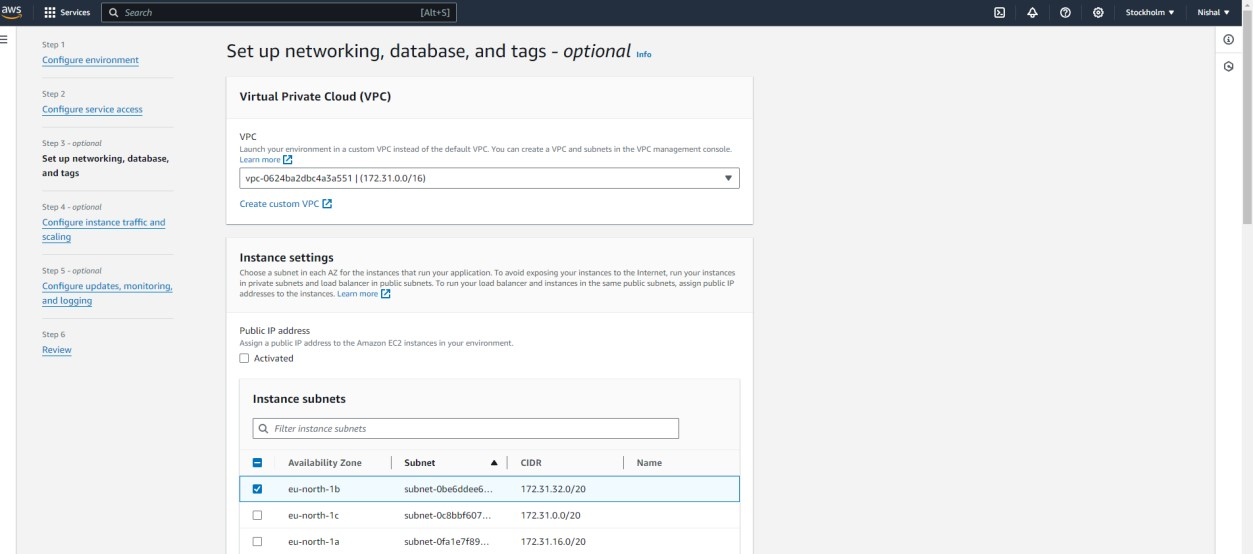 aws
Services
Search
[Alt+S]
Stockholm
Nishal
Step 1
Configure environment
Step 2
Configure service access
Step 3 - optional
Set up networking, database,
and tags
Step 4 - optional
Configure instance traffic and
scaling
Step 5 - optional
Configure updates, monitoring,
and logging
Step 6
Review
Set up networking, database, and tags - optional Info
Virtual Private Cloud (VPC)
VPC
Launch your environment in a custom VPC instead of the default VPC. You can create a VPC and subnets in the VPC management console.
Learn more
vpc-0624ba2dbc4a3a551 | (172.31.0.0/16)
Create custom VPC
Instance settings
Choose a subnet in each AZ for the instances that run your application. To avoid exposing your instances to the Internet, run your instances
in private subnets and load balancer in public subnets. To run your load balancer and instances in the same public subnets, assign public IP
addresses to the instances. Learn more
Public IP address
Assign a public IP address to the Amazon EC2 instances in your environment.
Activated
Instance subnets
Filter instance subnets
Availability Zone Subnet CIDR Name
eu-north-1b subnet-0be6ddee6... 172.31.32.0/20
eu-north-1c subnet-0c8bbf607... 172.31.0.0/20
eu-north-1a subnet-0fa1e7f89... 172.31.16.0/20